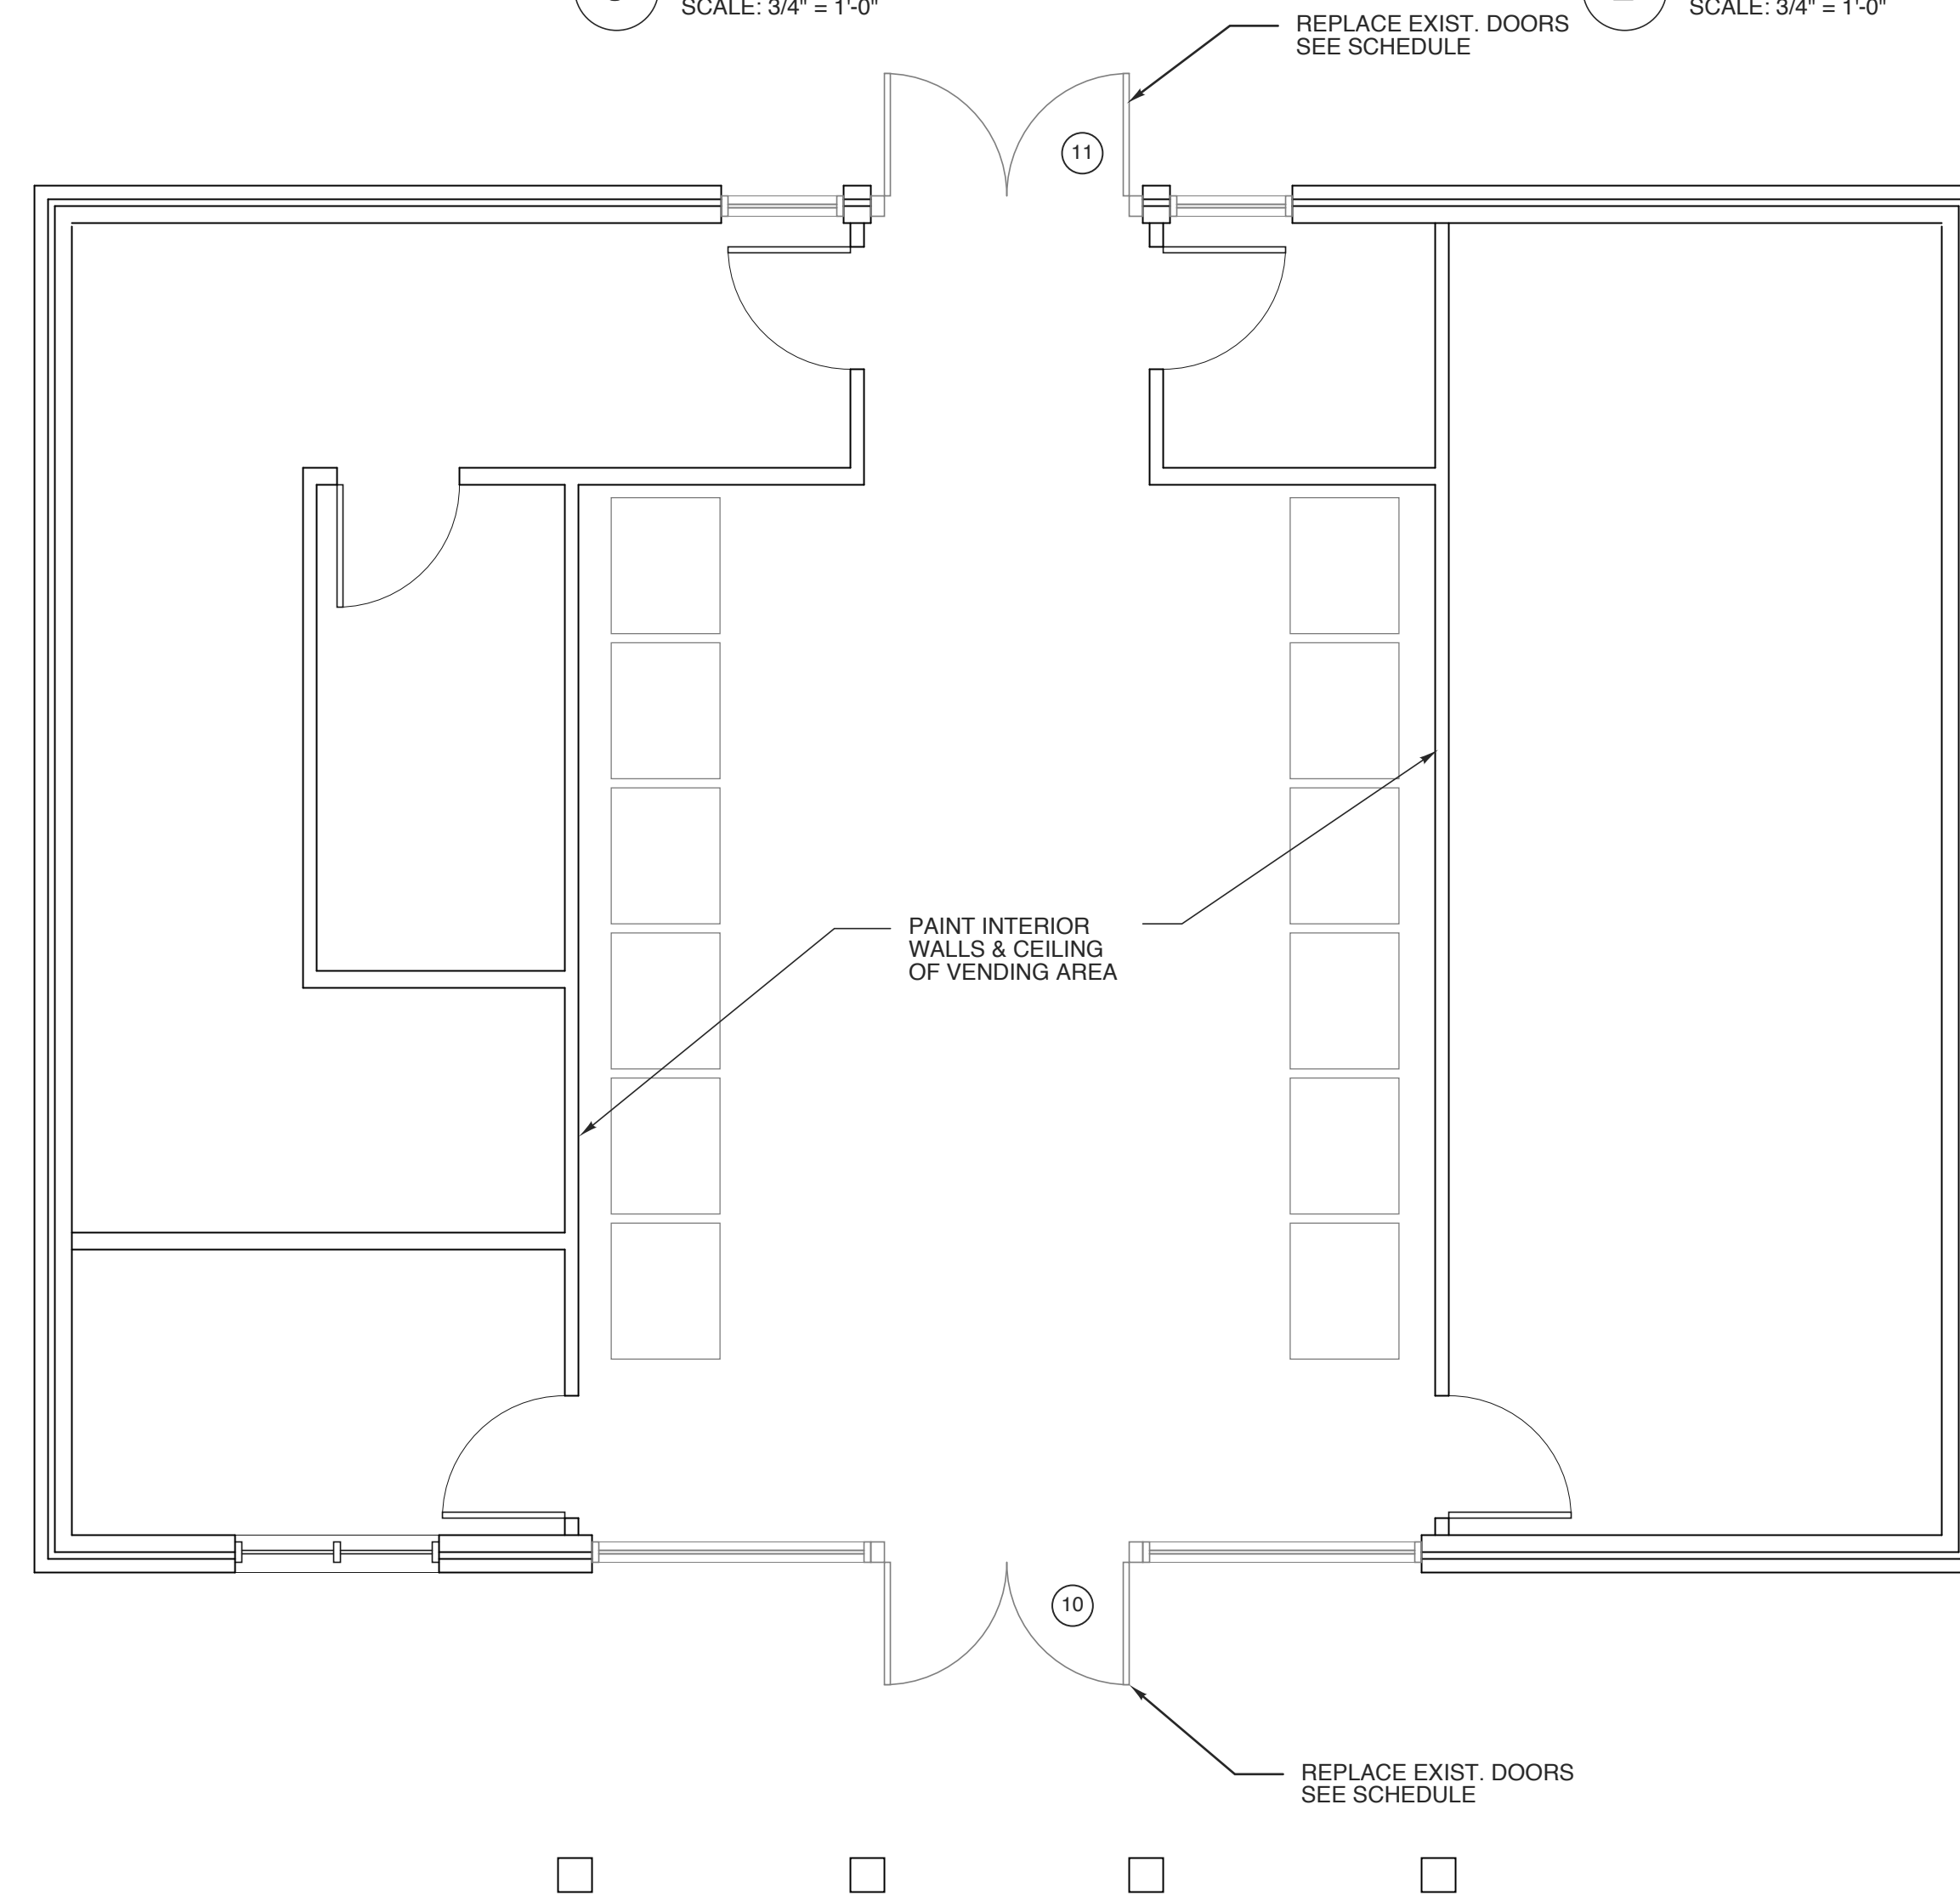 SCALE: 3/4" = 1'-0"
SCALE: 3/4" = 1'-0"
REPLACE EXIST. DOORS
SEE SCHEDULE
11
PAINT INTERIOR
WALLS & CEILING
OF VENDING AREA
10
REPLACE EXIST. DOORS
SEE SCHEDULE